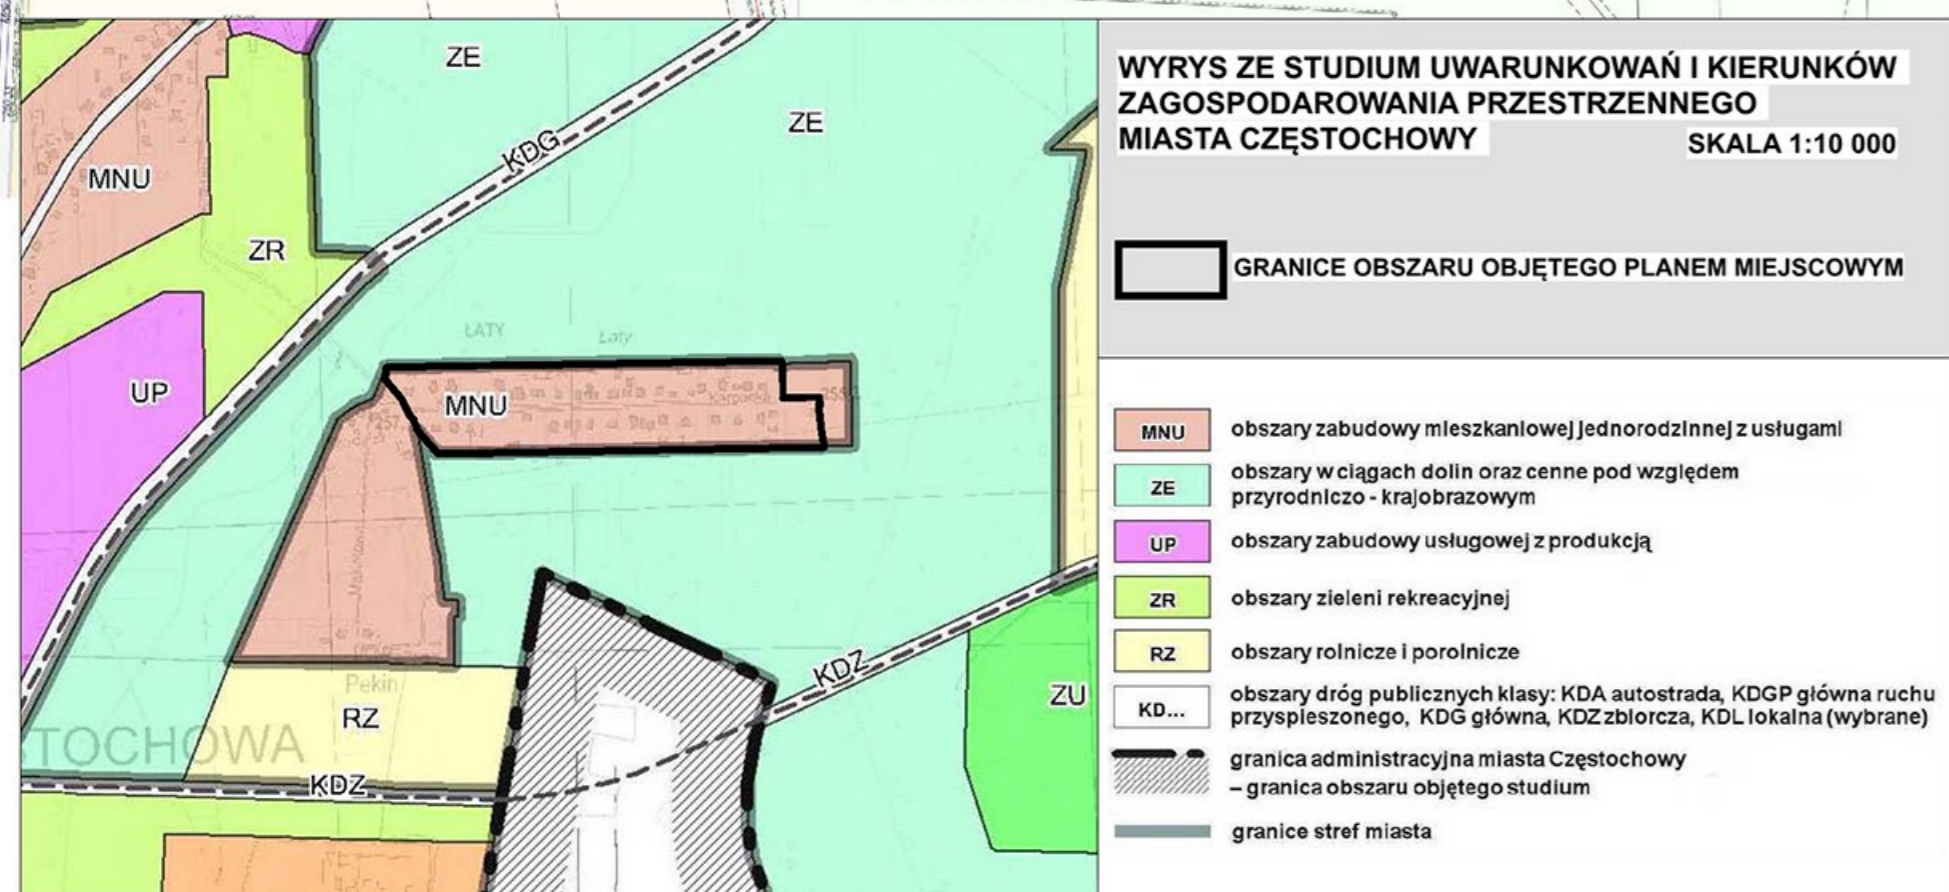 ZE
ZE
KDG
MNU
ZR
ŁATY
Łaty
UP
MNU
Karpacka
257
KDZ
ZU
Pekin
RZ
TOCHOWA
KDZ
WYRYS ZE STUDIUM UWARUNKOWAŃ I KIERUNKÓW
ZAGOSPODAROWANIA PRZESTRZENNEGO
MIASTA CZĘSTOCHOWY
SKALA 1:10 000
GRANICE OBSZARU OBJĘTEGO PLANEM MIEJSCOWYM
MNU obszary zabudowy mieszkaniowej jednorodzinnej z usługami
ZE obszary w ciągach dolin oraz cenne pod względem
przyrodniczo - krajobrazowym
UP obszary zabudowy usługowej z produkcją
ZR obszary zieleni rekreacyjnej
RZ obszary rolnicze i porolnicze
KD... obszary dróg publicznych klasy: KDA autostrada, KDGP główna ruchu
przyspieszonego, KDG główna, KDZ zbiorcza, KDL lokalna (wybrane)
granica administracyjna miasta Częstochowy
– granica obszaru objętego studium
granice stref miasta